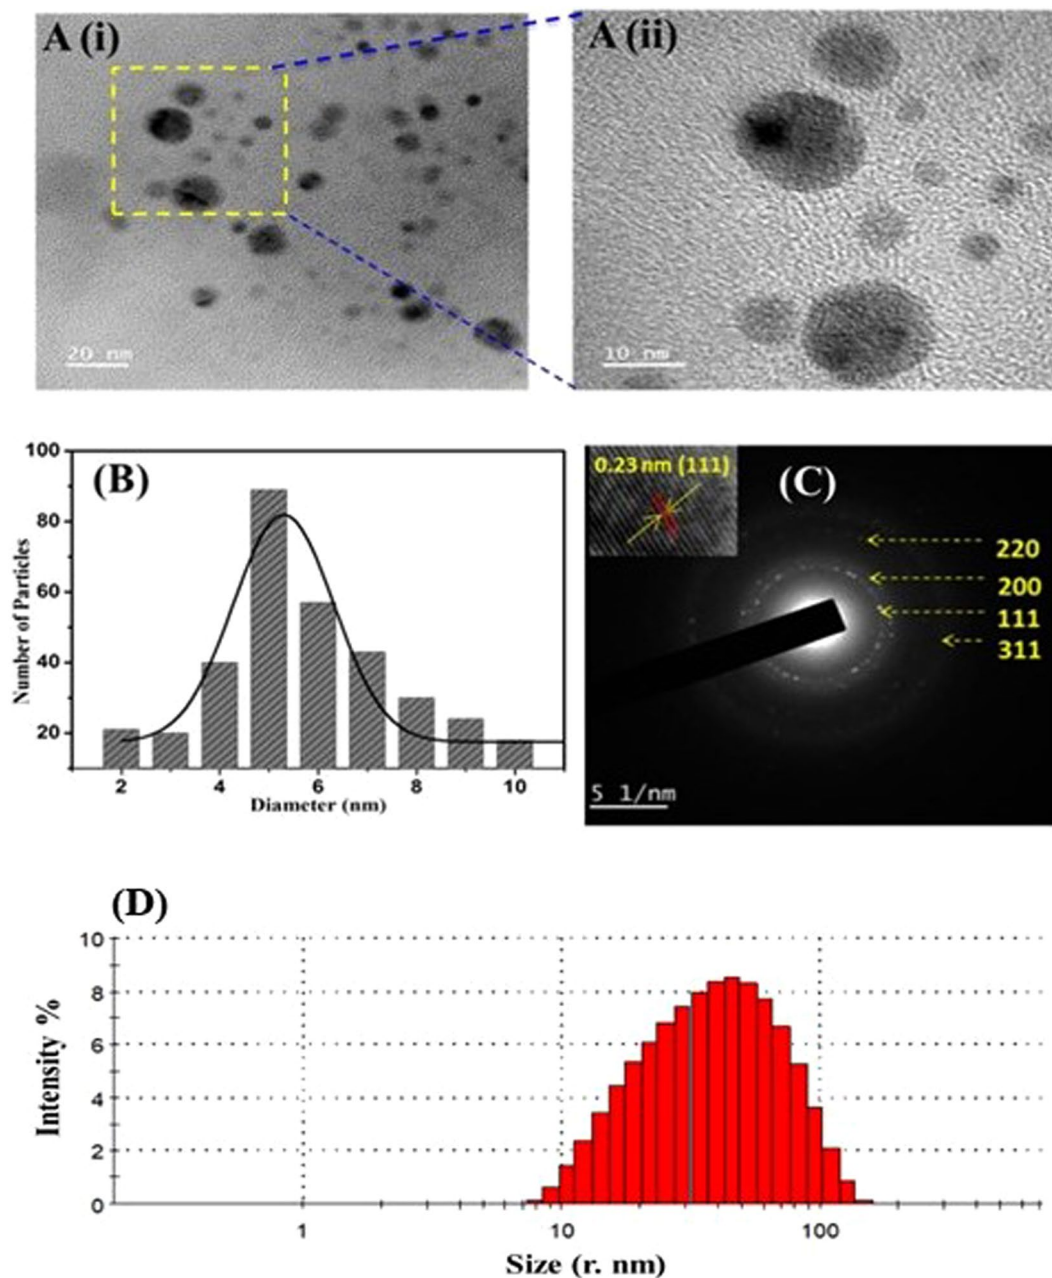 A (i)
20 nm
A (ii)
10 nm
(B)
100
80
60
40
20
Number of Particles
2
4
6
8
10
Diameter (nm)
0.23 nm (111)
(C)
220
200
111
311
5 1/nm
(D)
10
8
6
4
2
0
Intensity %
1
10
100
Size (r. nm)